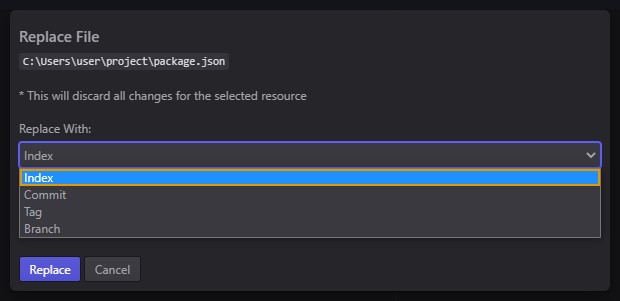 Replace File
C:\Users\user\project\package.json
* This will discard all changes for the selected resource
Replace With:
Index
Index
Commit
Tag
Branch
Replace Cancel